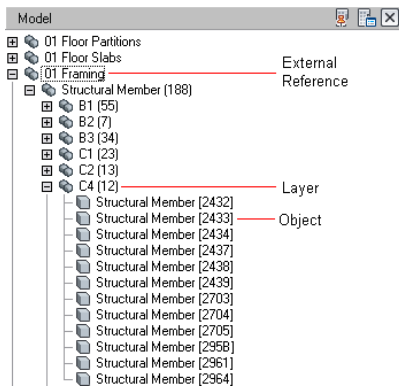 Model
01 Floor Partitions
01 Floor Slabs
01 Framing
External
Reference
Structural Member (188)
B1 (55)
B2 (7)
B3 (34)
C1 (23)
C2 (13)
C4 (12)
Layer
Structural Member [2432]
Structural Member [2433]
Object
Structural Member [2434]
Structural Member [2437]
Structural Member [2438]
Structural Member [2439]
Structural Member [2703]
Structural Member [2704]
Structural Member [2705]
Structural Member [295B]
Structural Member [2961]
Structural Member [2964]